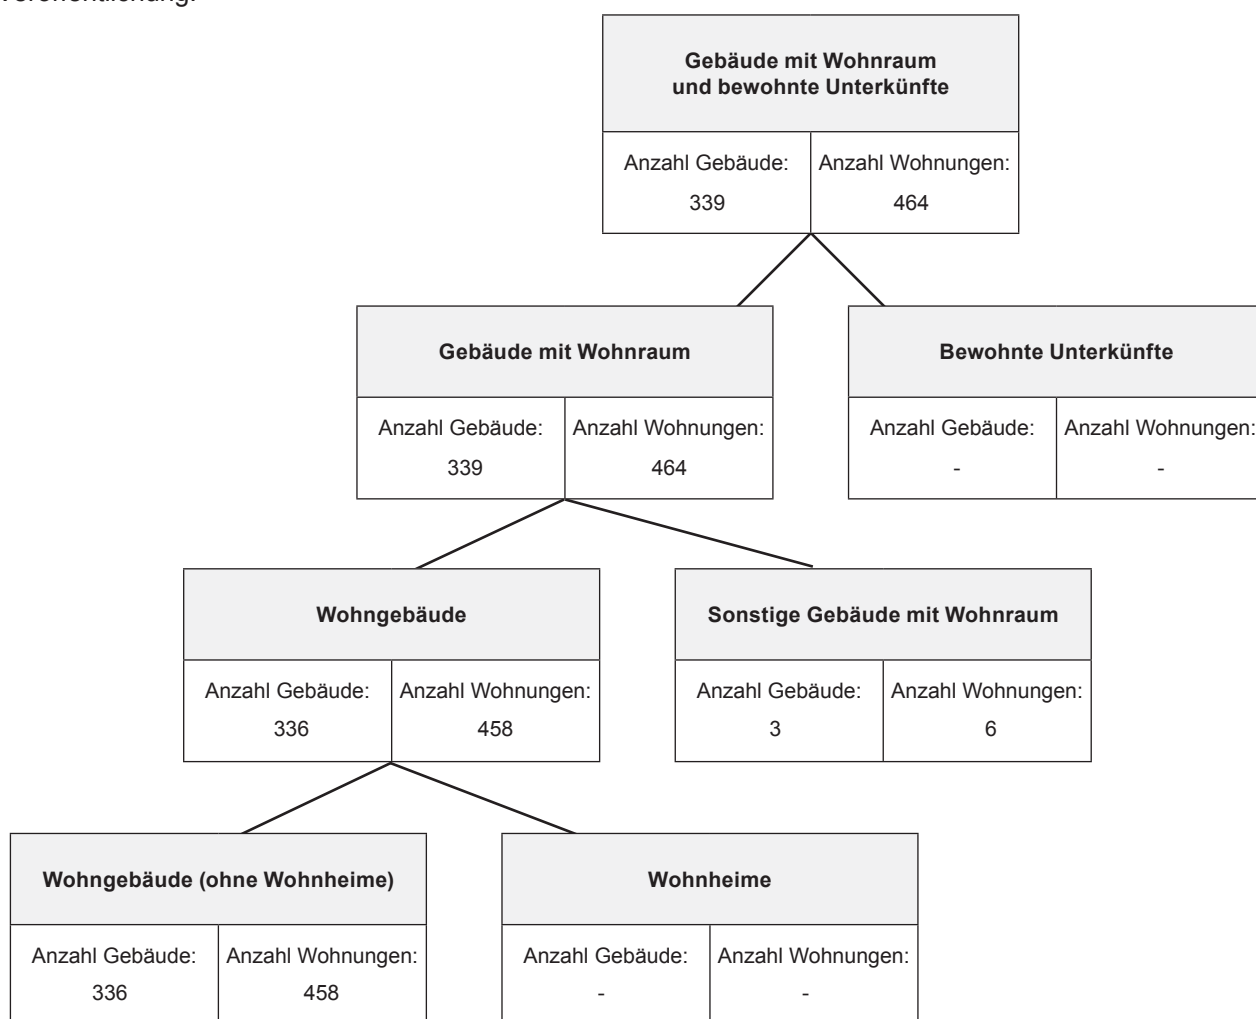 Veröffentlichung.
Gebäude mit Wohnraum
und bewohnte Unterkünfte
Anzahl Gebäude: Anzahl Wohnungen:
339 464
Gebäude mit Wohnraum
Bewohnte Unterkünfte
Anzahl Gebäude: Anzahl Wohnungen:
339 464
Anzahl Gebäude: Anzahl Wohnungen:
- -
Wohngebäude
Sonstige Gebäude mit Wohnraum
Anzahl Gebäude: Anzahl Wohnungen:
336 458
Anzahl Gebäude: Anzahl Wohnungen:
3 6
Wohngebäude (ohne Wohnheime)
Wohnheime
Anzahl Gebäude: Anzahl Wohnungen:
336 458
Anzahl Gebäude: Anzahl Wohnungen:
- -